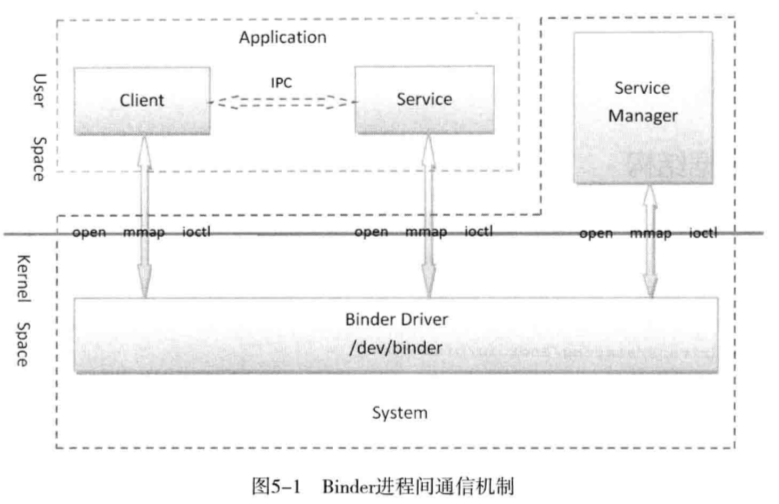 Application
User Space
Client
IPC
Service
Service
Manager
open mmap ioctl
open mmap ioctl
open mmap ioctl
Kernel Space
Binder Driver
/dev/binder
System
图5-1 Binder进程间通信机制